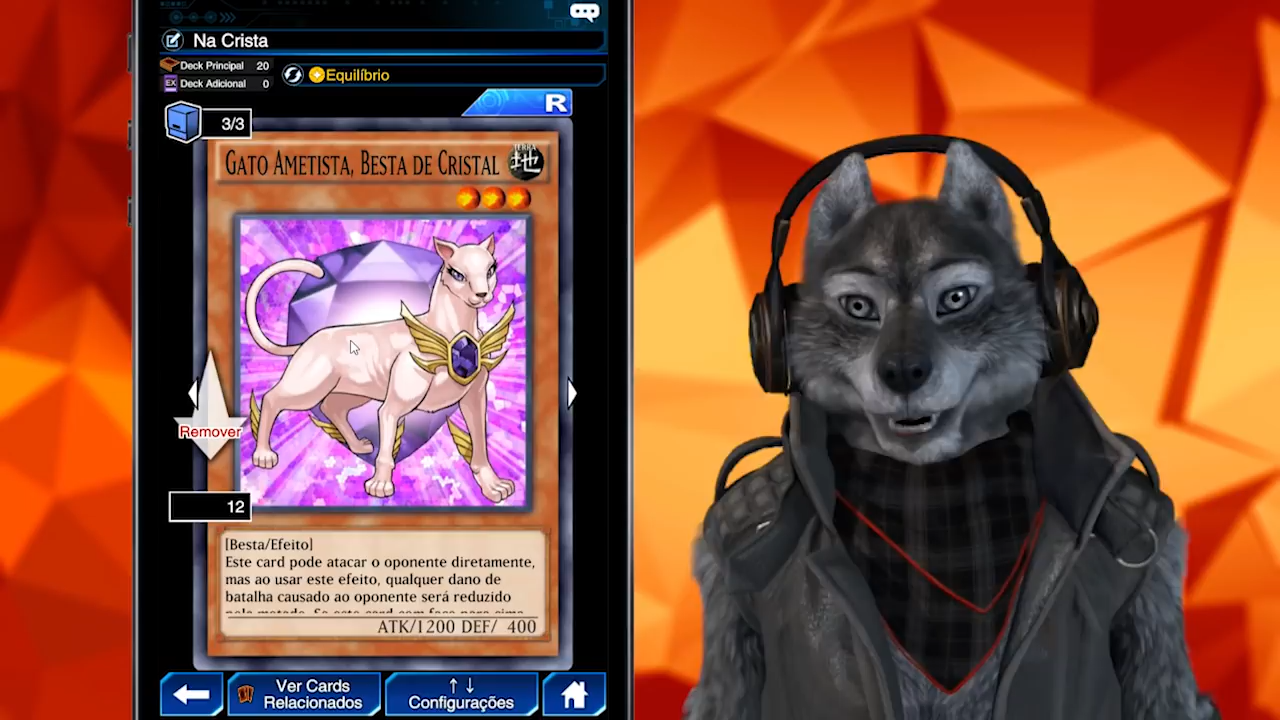 Na Crista
Deck Principal 20
EX Deck Adicional 0
Equilíbrio
R
3/3
GATO AMETISTA, BESTA DE CRISTAL
TERRA
地
Remover
12
[Besta/Efeito]
Este card pode atacar o oponente diretamente,
mas ao usar este efeito, qualquer dano de
batalha causado ao oponente será reduzido
ATK/1200 DEF/ 400
Ver Cards
Relacionados
↑↓
Configurações